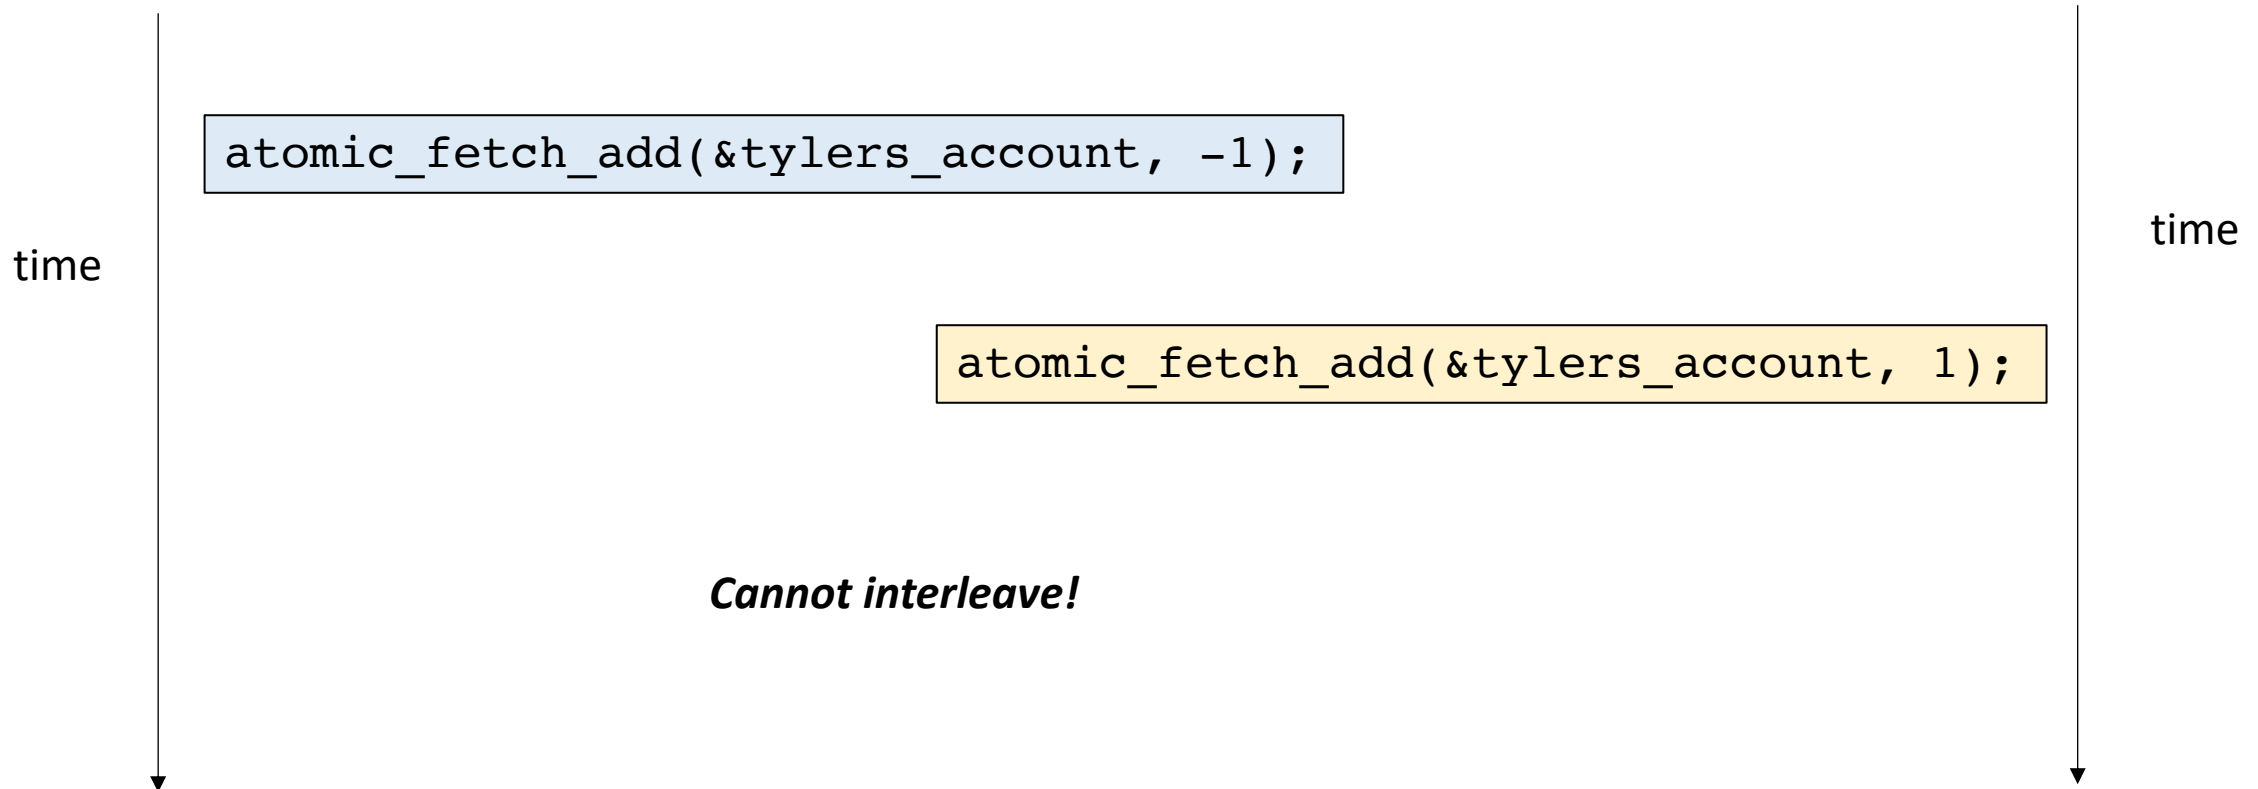 atomic_fetch_add(&tylers_account, -1);
time
time
atomic_fetch_add(&tylers_account, 1);
Cannot interleave!